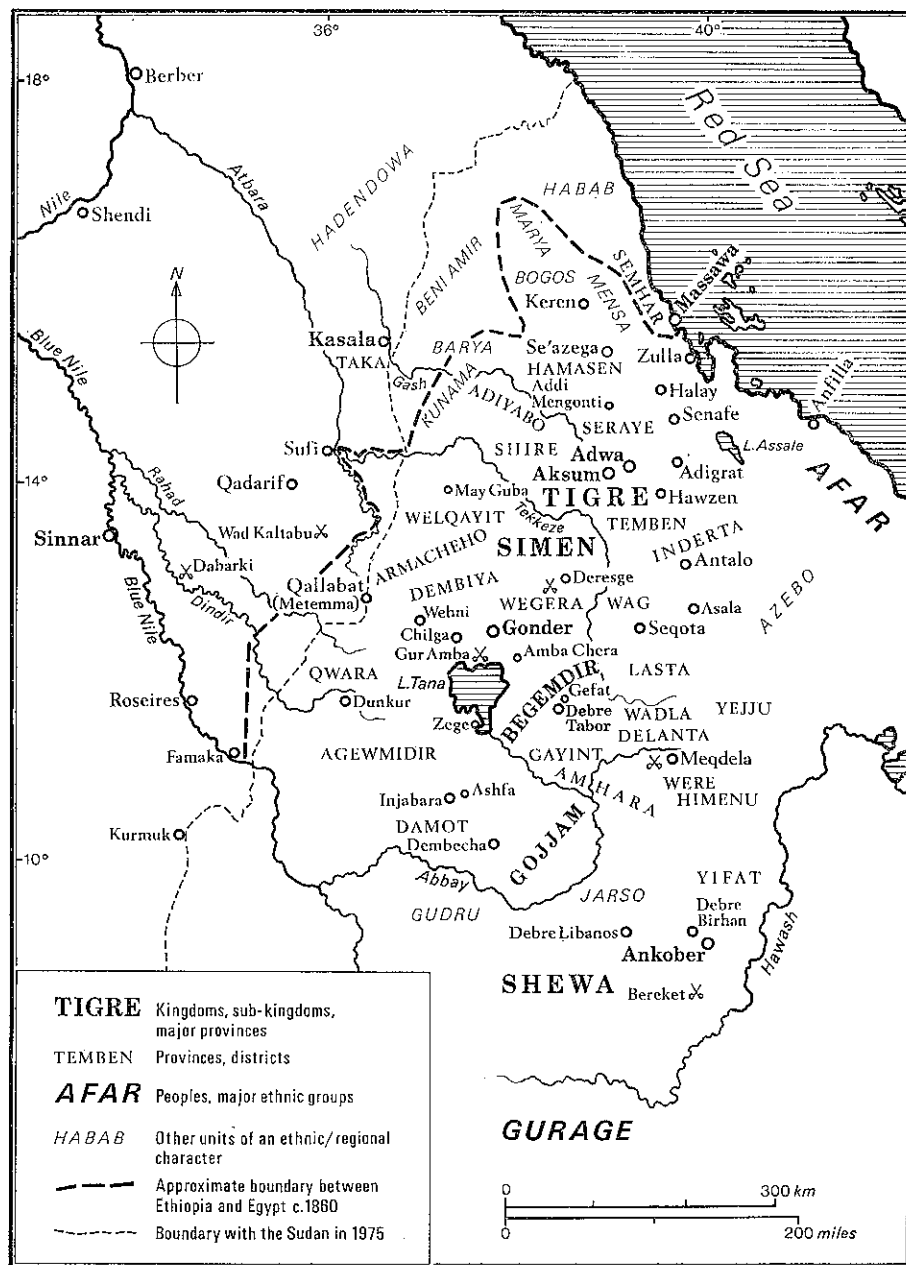 36°
40°
18°
Berber
Red Sea
Atbara
Nile
Shendi
HADENDOWA
HABAB
MARYA
BENI AMIR
BOGOS
MENSA
SEMHAR
Massawa
Keren
N
Blue Nile
Kasala
TAKA
BARYA
Se'azega
HAMASEN
Zulla
Gash
KUNAMA
ADIYABO
Addi
Mengonti
Halay
Senafe
Anfilla
SERAYE
L. Assale
Sufi
SHIRE
Adwa
Aksum
Adigrat
AFAR
14°
Rahad
Qadarif
May Guba
TIGRE
Hawzen
Wad Kaltabu
WELQAYIT
Tekkeze
TEMBEN
Sinnar
SIMEN
INDERTA
Antalo
Dabarki
ARMACHEHO
Qallabat
(Metemma)
DEMBIYA
Deresge
AZEBO
Blue Nile
Dindir
Wehni
WEGERA
WAG
Asala
Chilga
Gonder
Seqota
Gur Amba
Amba Chera
QWARA
L. Tana
LASTA
Roseires
Dunkur
BEGEMDIR
Gefat
Debre
Tabor
WADLA
YEJJU
Zege
DELANTA
Famaka
AGEWMIDIR
GAYINT
Meqdela
AMHARA
WERE
HIMENU
Injabara
Ashfa
Kurmuk
DAMOT
Dembecha
GOJJAM
10°
Abbay
YIFAT
GUDRU
JARSO
Debre
Birhan
Debre Libanos
Ankober
Hawash
SHEWA
Bereket
GURAGE
TIGRE Kingdoms, sub-kingdoms,
major provinces
TEMBEN Provinces, districts
AFAR Peoples, major ethnic groups
HABAB Other units of an ethnic/regional
character
Approximate boundary between
Ethiopia and Egypt c.1860
Boundary with the Sudan in 1975
0 300 km
200 miles